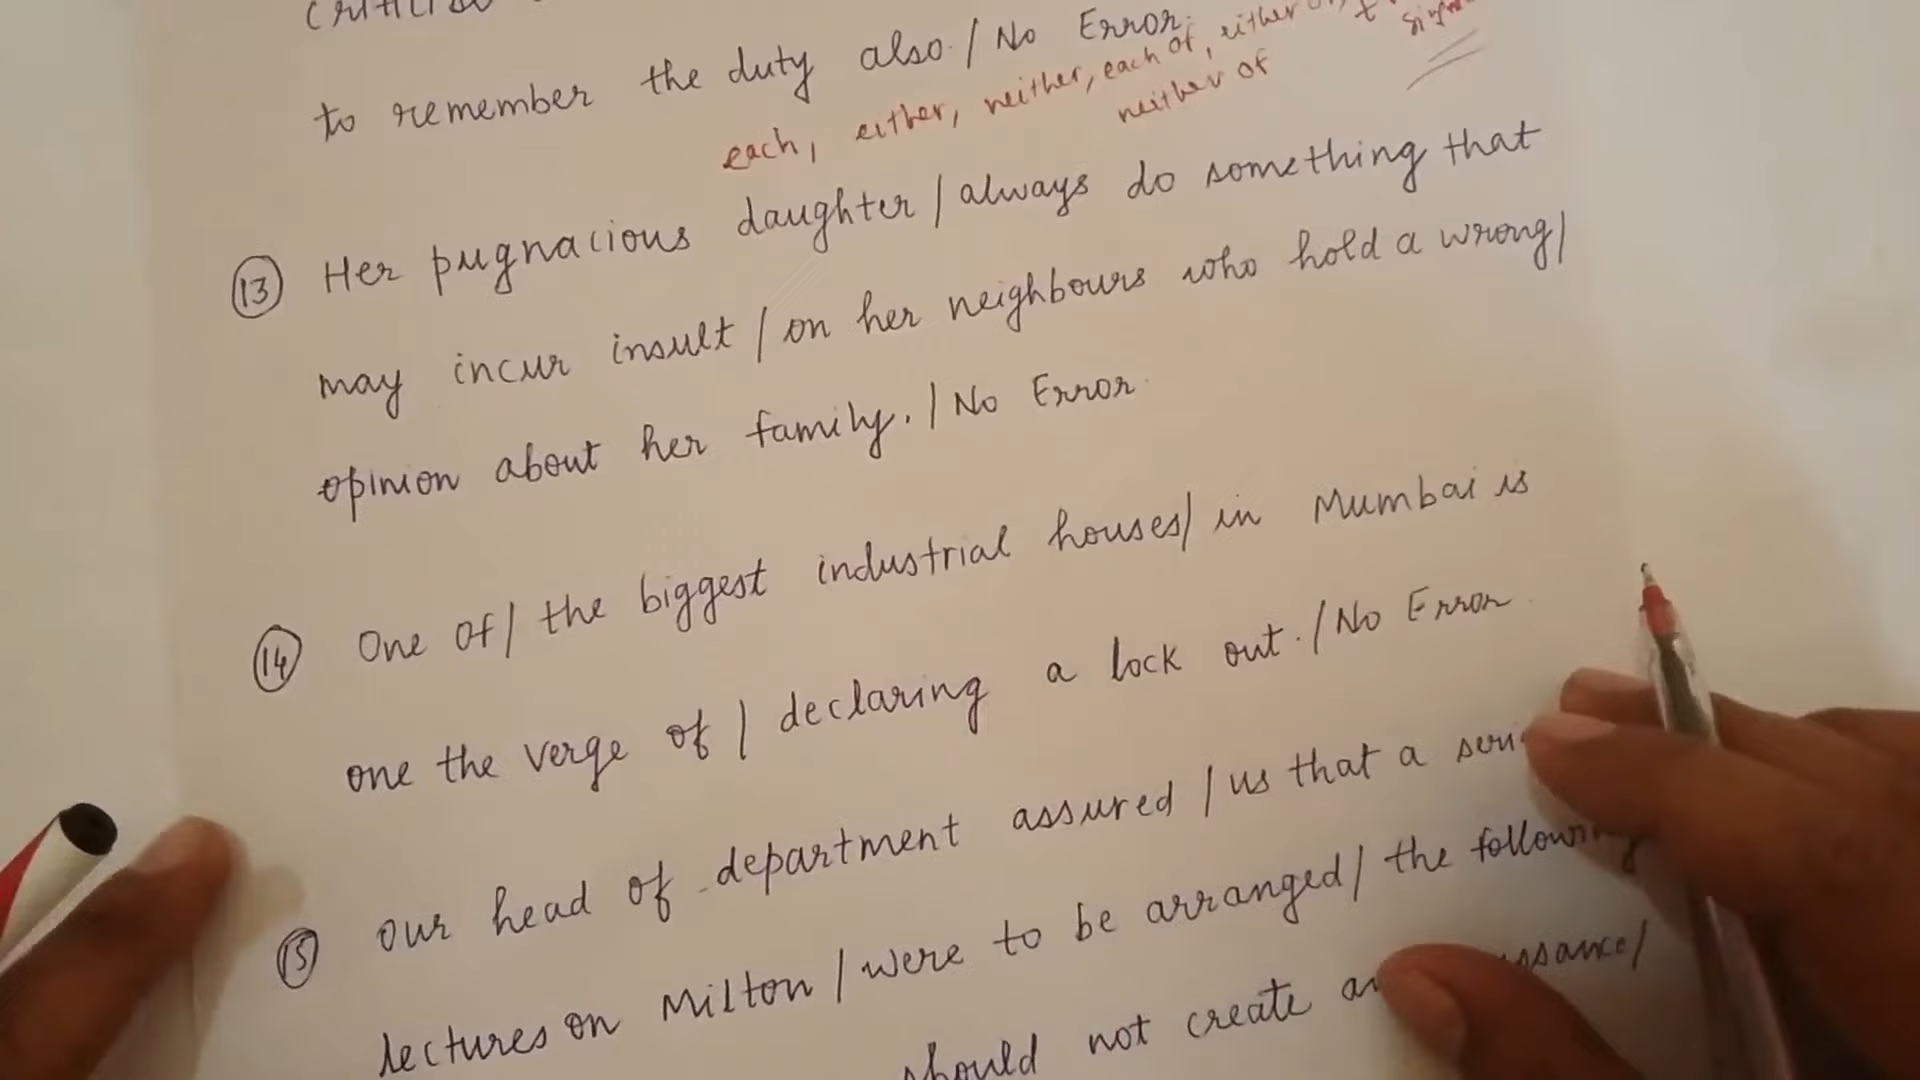 to remember the duty also. / No Error.
each, either, neither, each of, either
neither of
13 Her pugnacious daughter / always do something that
may incur insult / on her neighbours who hold a wrong /
opinion about her family. / No Error
14 One of / the biggest industrial houses / in Mumbai is
one the verge of / declaring a lock out. / No Error
15 Our head of department assured / us that a
lectures on Milton / were to be arranged / the
should not create